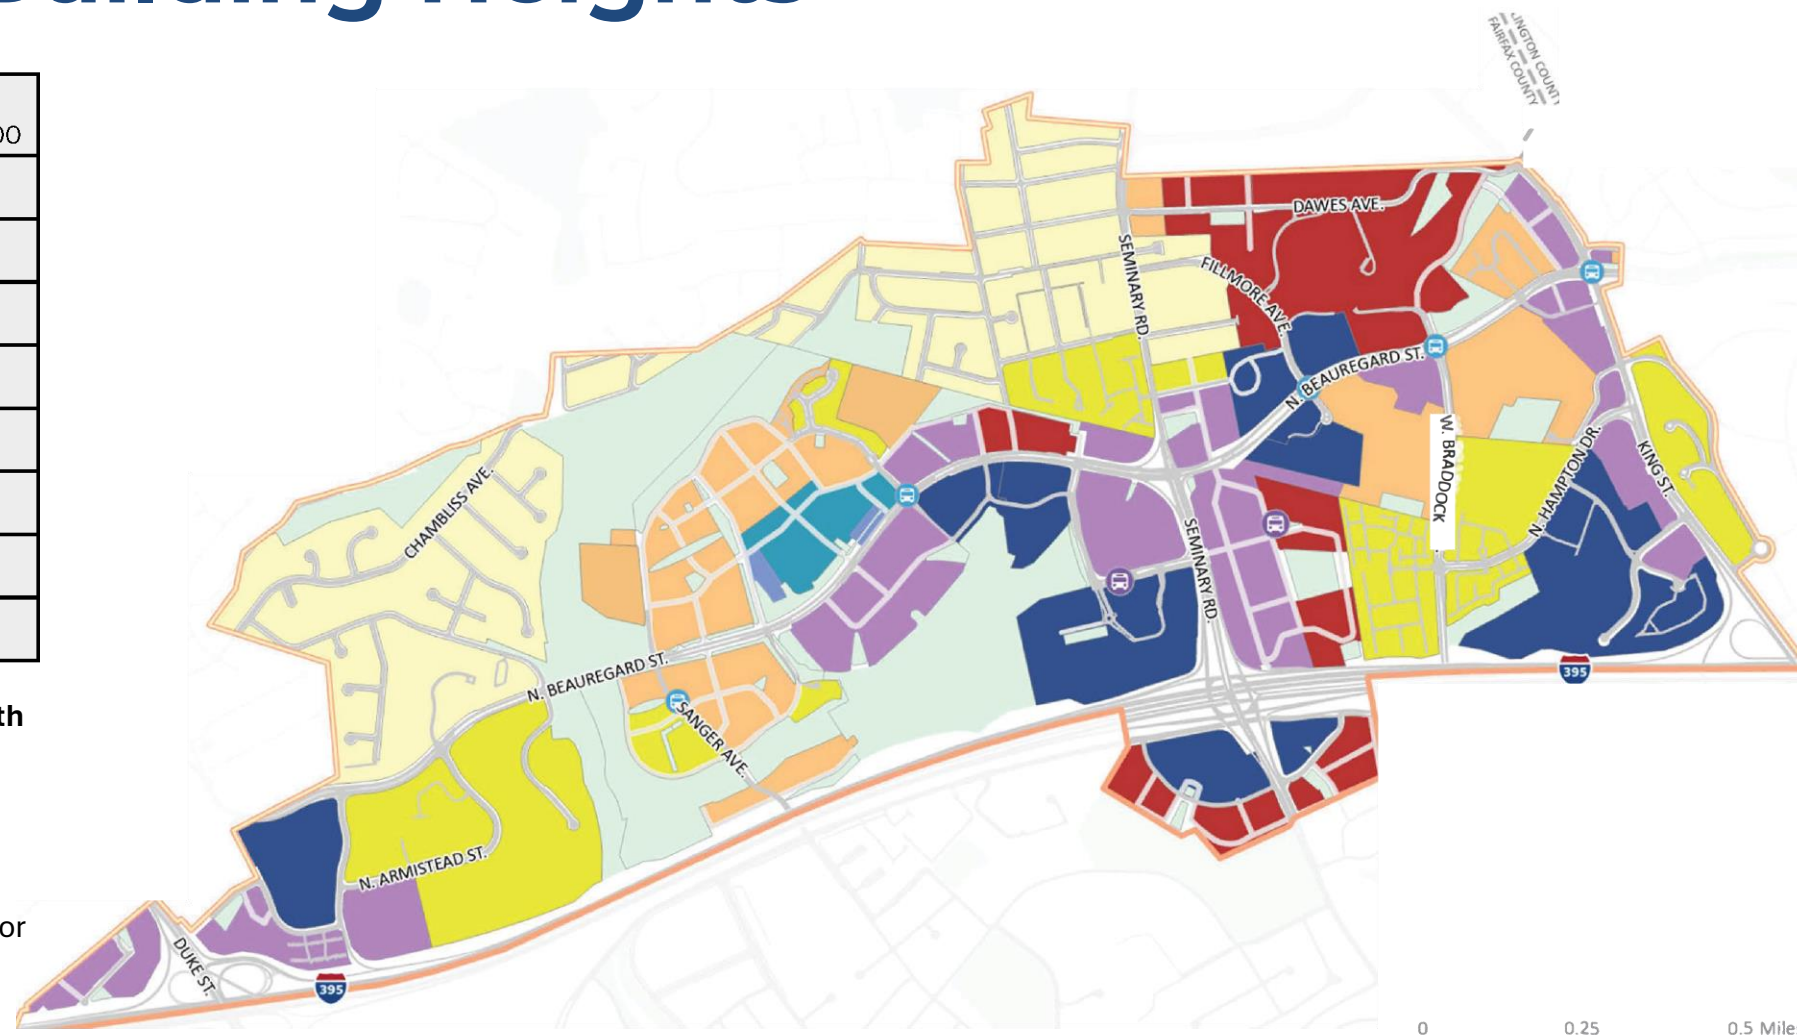 Building Heights
00
th
or
INGTON COUNTY
FAIRFAX COUNTY
DAWES AVE.
SEMINARY RD.
FILLMORE AVE.
N. BEAUREGARD ST.
W. BRADDOCK
N. HAMPTON DR.
KING ST.
CHAMBLISS AVE.
SEMINARY RD.
N. BEAUREGARD ST.
395
SANGER AVE.
N. ARMISTEAD ST.
DUKE ST.
395
0 0.25 0.5 Mile